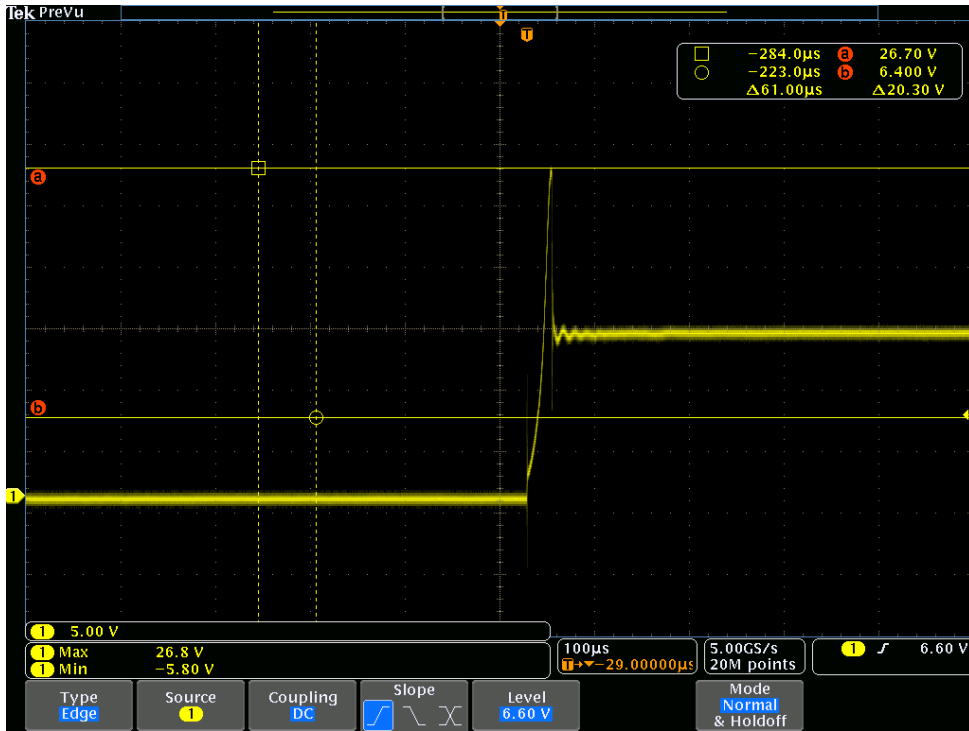 Tek PreVu
T
T
−284.0µs a 26.70 V
−223.0µs b 6.400 V
Δ61.00µs Δ20.30 V
a
b
1
1 5.00 V
1 Max 26.8 V
1 Min −5.80 V
100µs
T→▼−29.00000µs
5.00GS/s
20M points
1 6.60 V
Type
Edge
Source
1
Coupling
DC
Slope
Level
6.60 V
Mode
Normal
& Holdoff